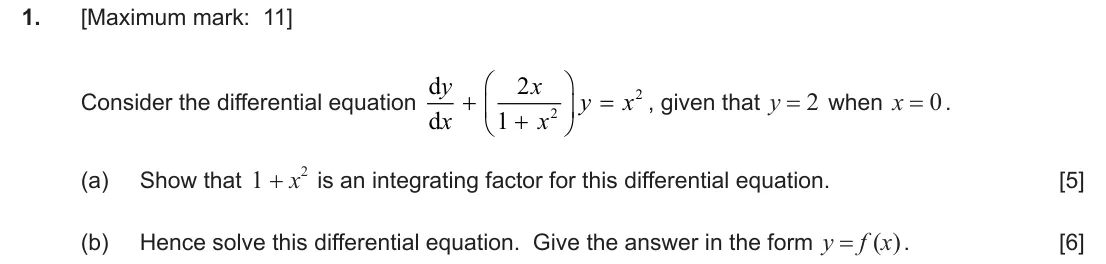 1. [Maximum mark: 11]
Consider the differential equation dy/dx + (2x/(1 + x²))y = x², given that y = 2 when x = 0.
(a) Show that 1 + x² is an integrating factor for this differential equation. [5]
(b) Hence solve this differential equation. Give the answer in the form y = f(x). [6]